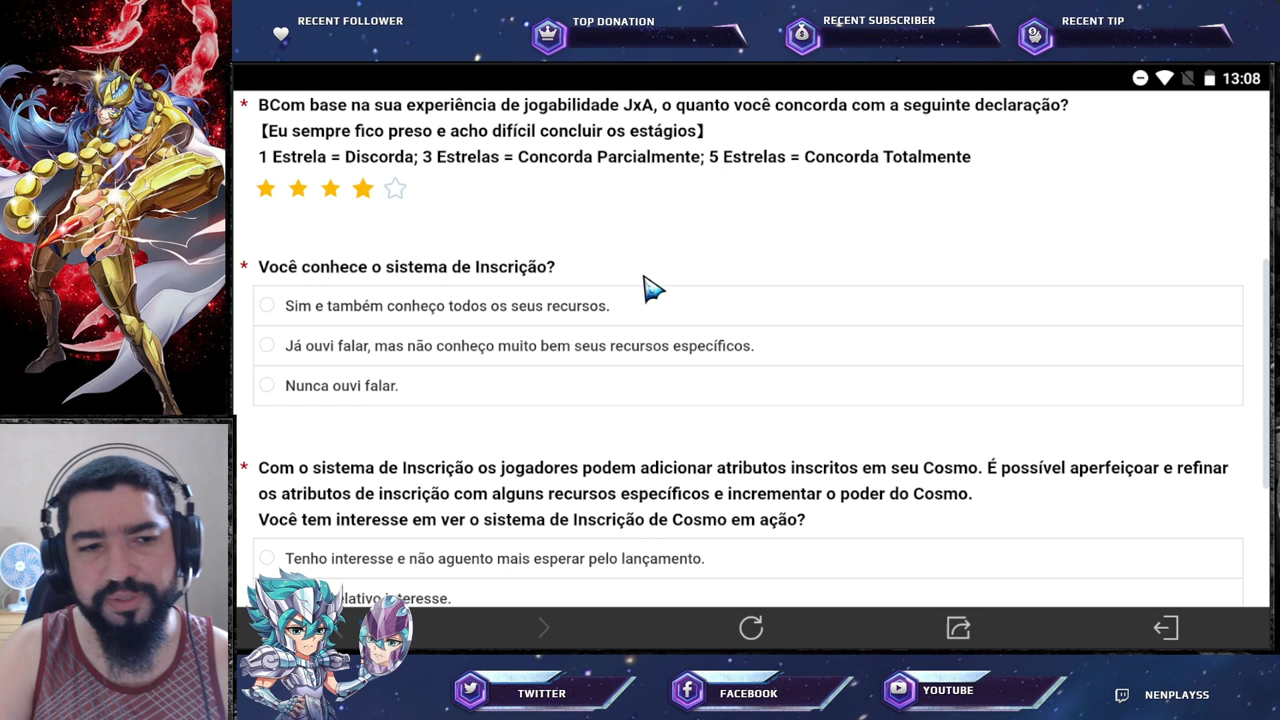 RECENT FOLLOWER
TOP DONATION
RECENT SUBSCRIBER
RECENT TIP
13:08
* BCom base na sua experiência de jogabilidade JxA, o quanto você concorda com a seguinte declaração?
【Eu sempre fico preso e acho difícil concluir os estágios】
1 Estrela = Discorda; 3 Estrelas = Concorda Parcialmente; 5 Estrelas = Concorda Totalmente
* Você conhece o sistema de Inscrição?
Sim e também conheço todos os seus recursos.
Já ouvi falar, mas não conheço muito bem seus recursos específicos.
Nunca ouvi falar.
* Com o sistema de Inscrição os jogadores podem adicionar atributos inscritos em seu Cosmo. É possível aperfeiçoar e refinar
os atributos de inscrição com alguns recursos específicos e incrementar o poder do Cosmo.
Você tem interesse em ver o sistema de Inscrição de Cosmo em ação?
Tenho interesse e não aguento mais esperar pelo lançamento.
elativo interesse.
TWITTER
FACEBOOK
YOUTUBE
NENPLAYSS